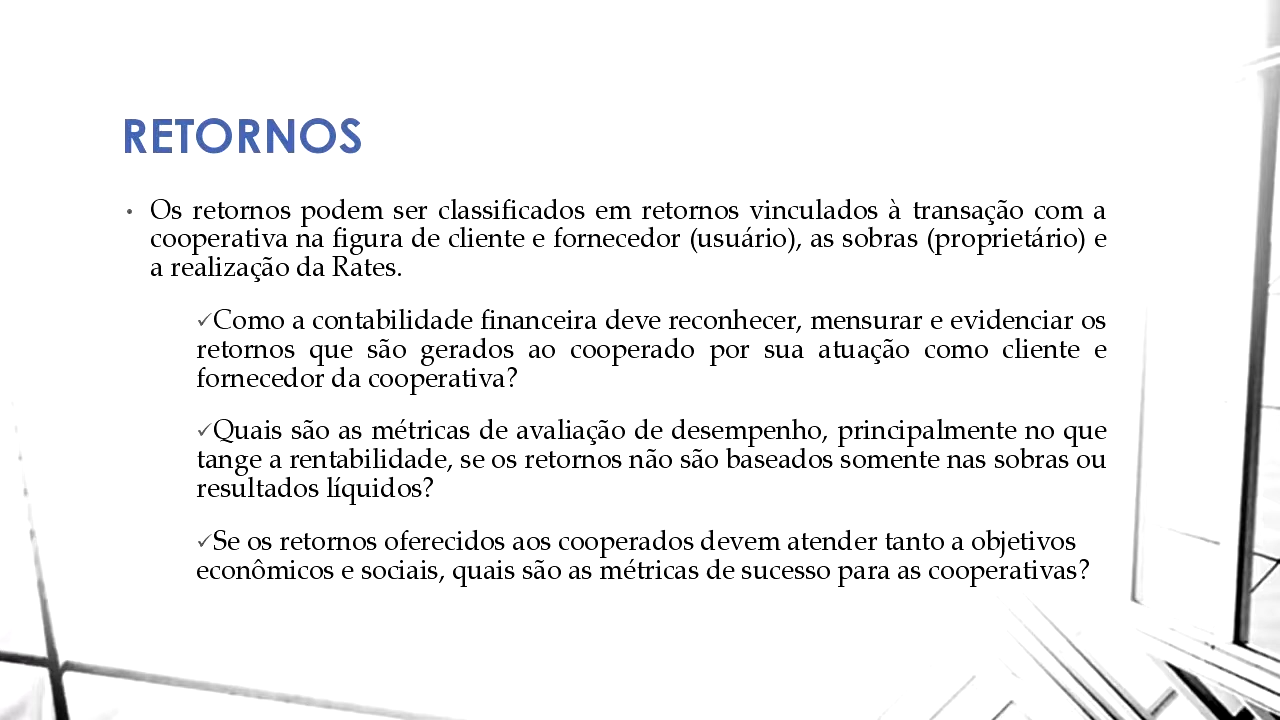 RETORNOS
• Os retornos podem ser classificados em retornos vinculados à transação com a
cooperativa na figura de cliente e fornecedor (usuário), as sobras (proprietário) e
a realização da Rates.
✓Como a contabilidade financeira deve reconhecer, mensurar e evidenciar os
retornos que são gerados ao cooperado por sua atuação como cliente e
fornecedor da cooperativa?
✓Quais são as métricas de avaliação de desempenho, principalmente no que
tange a rentabilidade, se os retornos não são baseados somente nas sobras ou
resultados líquidos?
✓Se os retornos oferecidos aos cooperados devem atender tanto a objetivos
econômicos e sociais, quais são as métricas de sucesso para as cooperativas?